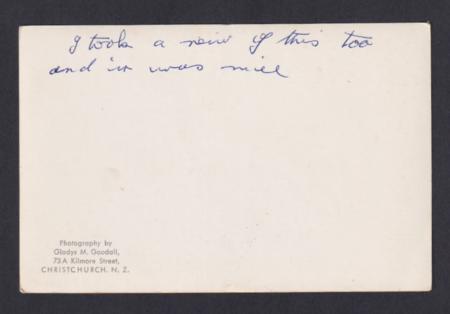 I took a view of this too
and it was nice
Photography by
Gladys M. Goodall,
75A Kilmore Street,
CHRISTCHURCH. N. Z.